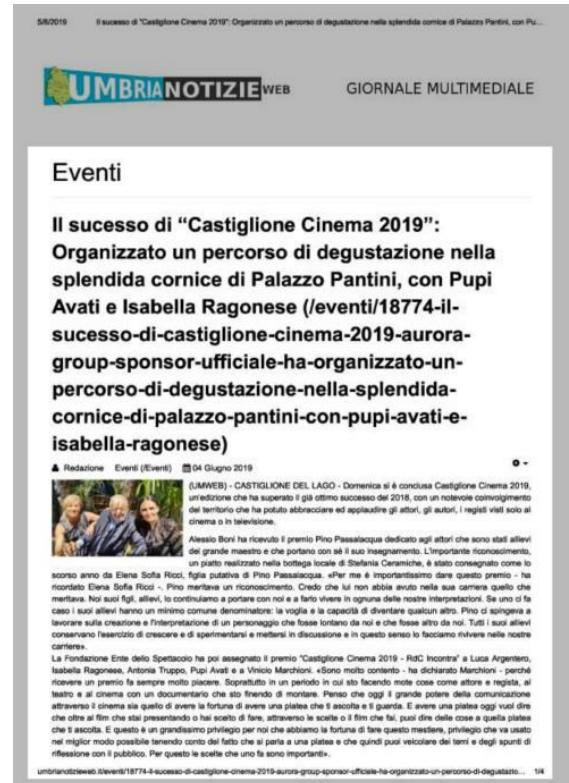 5/6/2019 Il sucesso di "Castiglione Cinema 2019": Organizzato un percorso di degustazione nella splendida cornice di Palazzo Pantini, con Pu...
UMBRIANOTIZIE WEB GIORNALE MULTIMEDIALE
Eventi
Il sucesso di “Castiglione Cinema 2019”:
Organizzato un percorso di degustazione nella
splendida cornice di Palazzo Pantini, con Pupi
Avati e Isabella Ragonese (/eventi/18774-il-
sucesso-di-castiglione-cinema-2019-aurora-
group-sponsor-ufficiale-ha-organizzato-un-
percorso-di-degustazione-nella-splendida-
cornice-di-palazzo-pantini-con-pupi-avati-e-
isabella-ragonese)
Redazione Eventi (/Eventi) 04 Giugno 2019
(UMWEB) - CASTIGLIONE DEL LAGO - Domenica si è conclusa Castiglione Cinema 2019,
un'edizione che ha superato il già ottimo successo del 2018, con un notevole coinvolgimento
del territorio che ha potuto abbracciare ed applaudire gli attori, gli autori, i registi visti solo al
cinema o in televisione.
Alessio Boni ha ricevuto il premio Pino Passalacqua dedicato agli attori che sono stati allievi
del grande maestro e che portano con sé il suo insegnamento. L'importante riconoscimento,
un piatto realizzato nella bottega locale di Stefania Ceramiche, è stato consegnato come lo
scorso anno da Elena Sofia Ricci, figlia putativa di Pino Passalacqua. «Per me è importantissimo dare questo premio - ha
ricordato Elena Sofia Ricci -. Pino meritava un riconoscimento. Credo che lui non abbia avuto nella sua carriera quello che
meritava. Noi suoi figli, allievi, lo continuiamo a portare con noi e a farlo vivere in ognuna delle nostre interpretazioni. Se uno ci fa
caso i suoi allievi hanno un minimo comune denominatore: la voglia e la capacità di diventare qualcun altro. Pino ci spingeva a
lavorare sulla creazione e l'interpretazione di un personaggio che fosse lontano da noi e che fosse altro da noi. Tutti i suoi allievi
conservano l'esercizio di crescere e di sperimentarsi e mettersi in discussione e in questo senso lo facciamo rivivere nelle nostre
carriere».
La Fondazione Ente dello Spettacolo ha poi assegnato il premio "Castiglione Cinema 2019 - RdC Incontra" a Luca Argentero,
Isabella Ragonese, Antonia Truppo, Pupi Avati e a Vinicio Marchioni. «Sono molto contento - ha dichiarato Marchioni - perché
ricevere un premio fa sempre molto piacere. Soprattutto in un periodo in cui sto facendo mote cose come attore e regista, al
teatro e al cinema con un documentario che sto finendo di montare. Penso che oggi il grande potere della comunicazione
attraverso il cinema sia quello di avere la fortuna di avere una platea che ti ascolta e ti guarda. E avere una platea oggi vuol dire
che oltre al film che stai presentando o hai scelto di fare, attraverso le scelte o il film che fai, puoi dire delle cose a quella platea
che ti ascolta. E questo è un grandissimo privilegio per noi che abbiamo la fortuna di fare questo mestiere, privilegio che va usato
nel miglior modo possibile tenendo conto del fatto che si parla a una platea e che quindi puoi veicolare dei temi e degli spunti di
riflessione con il pubblico. Per questo le scelte che uno fa sono importanti».
umbrianotizieweb.it/eventi/18774-il-sucesso-di-castiglione-cinema-2019-aurora-group-sponsor-ufficiale-ha-organizzato-un-percorso-di-degustazio... 1/4